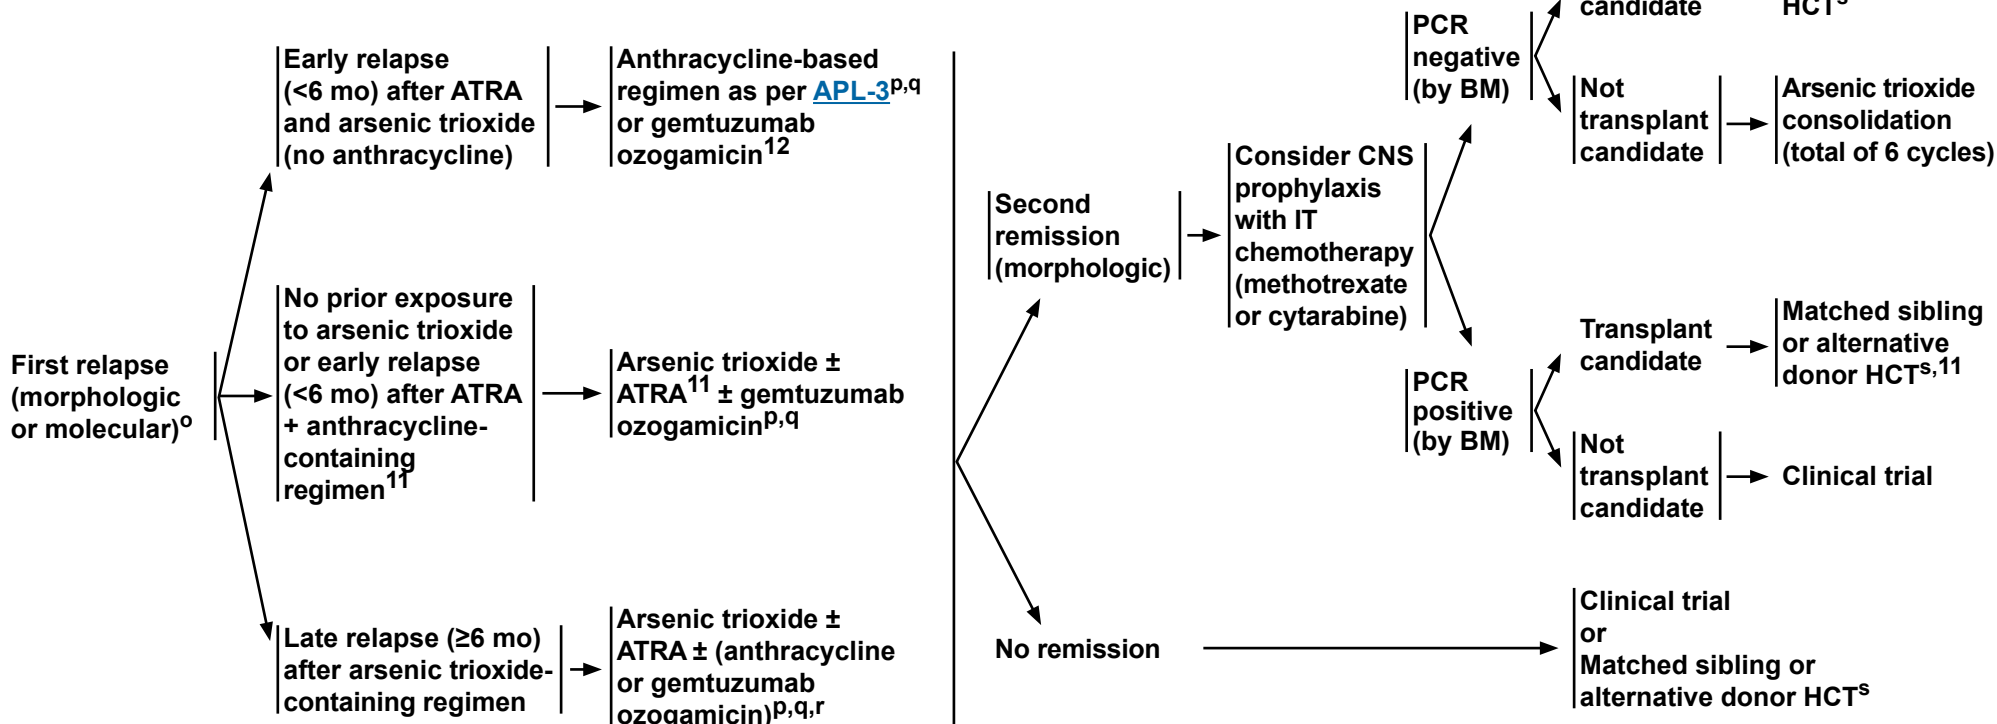 First relapse
(morphologic
or molecular)o
Early relapse
(<6 mo) after ATRA
and arsenic trioxide
(no anthracycline)
Anthracycline-based
regimen as per APL-3p,q
or gemtuzumab
ozogamicin12
No prior exposure
to arsenic trioxide
or early relapse
(<6 mo) after ATRA
+ anthracycline-
containing
regimen11
Arsenic trioxide ±
ATRA11 ± gemtuzumab
ozogamicinp,q
Late relapse (≥6 mo)
after arsenic trioxide-
containing regimen
Arsenic trioxide ±
ATRA ± (anthracycline
or gemtuzumab
ozogamicin)p,q,r
Second
remission
(morphologic)
Consider CNS
prophylaxis
with IT
chemotherapy
(methotrexate
or cytarabine)
PCR
negative
(by BM)
candidate
HCTs
Not
transplant
candidate
Arsenic trioxide
consolidation
(total of 6 cycles)
PCR
positive
(by BM)
Transplant
candidate
Matched sibling
or alternative
donor HCTs,11
Not
transplant
candidate
Clinical trial
No remission
Clinical trial
or
Matched sibling or
alternative donor HCTs